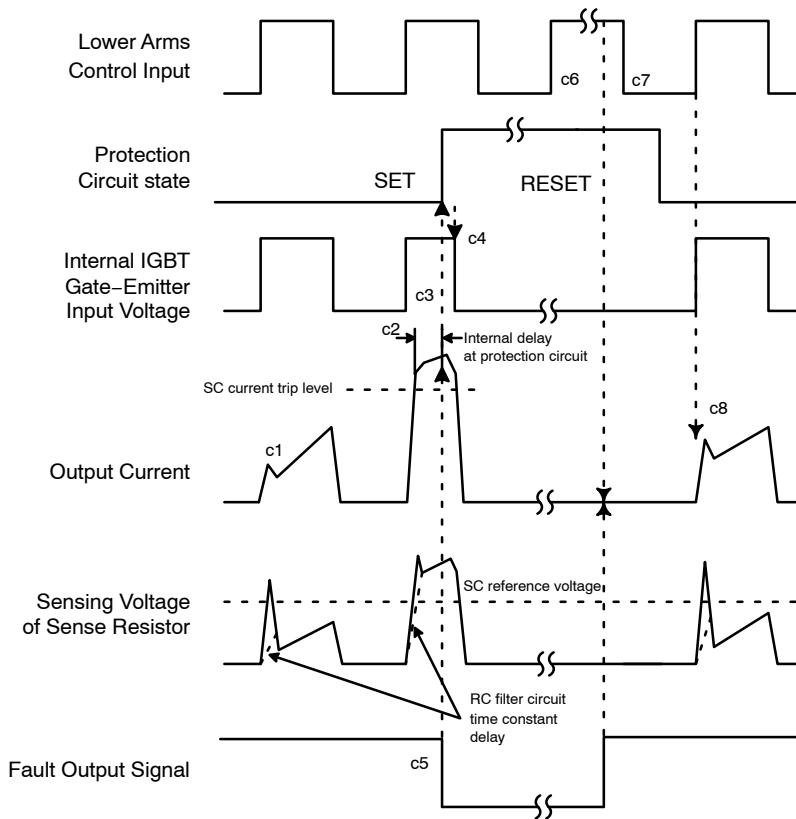 Lower Arms
Control Input
c6
c7
Protection
Circuit state
SET
RESET
c4
Internal IGBT
Gate−Emitter
Input Voltage
c3
c2
Internal delay
at protection circuit
SC current trip level
c8
c1
Output Current
SC reference voltage
Sensing Voltage
of Sense Resistor
RC filter circuit
time constant
delay
Fault Output Signal
c5